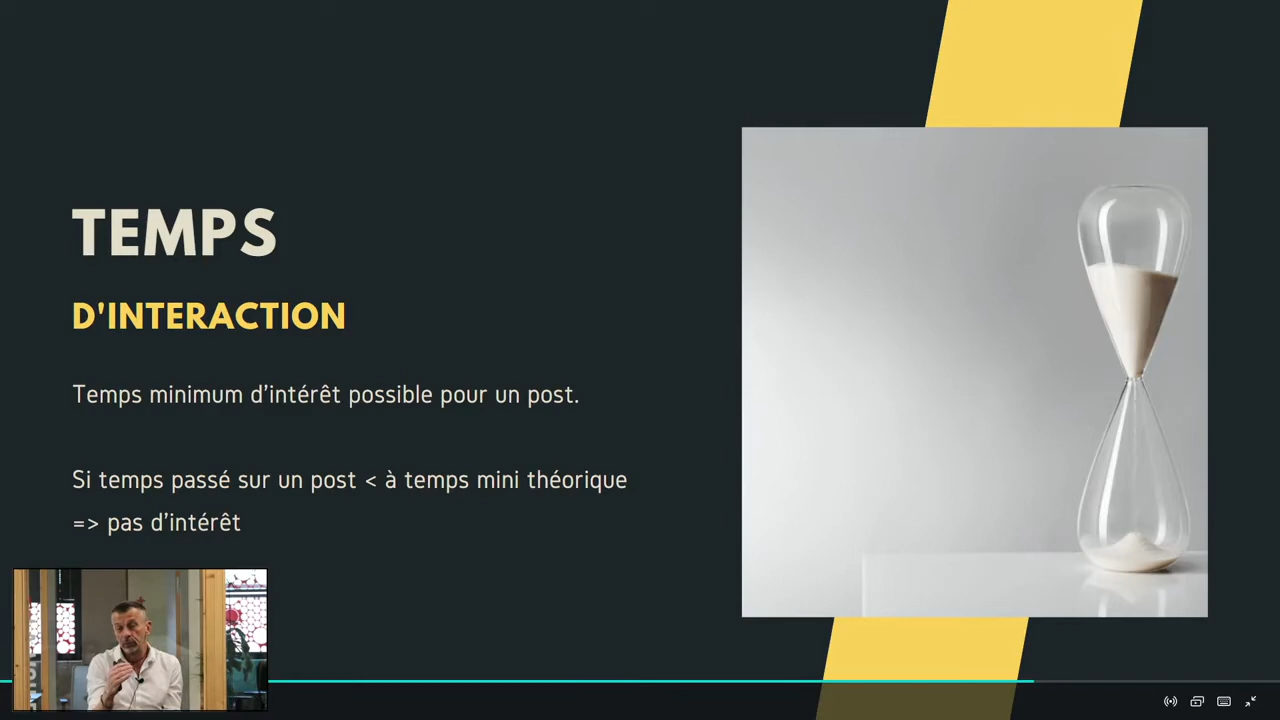 TEMPS
D'INTERACTION
Temps minimum d’intérêt possible pour un post.
Si temps passé sur un post < à temps mini théorique
=> pas d’intérêt